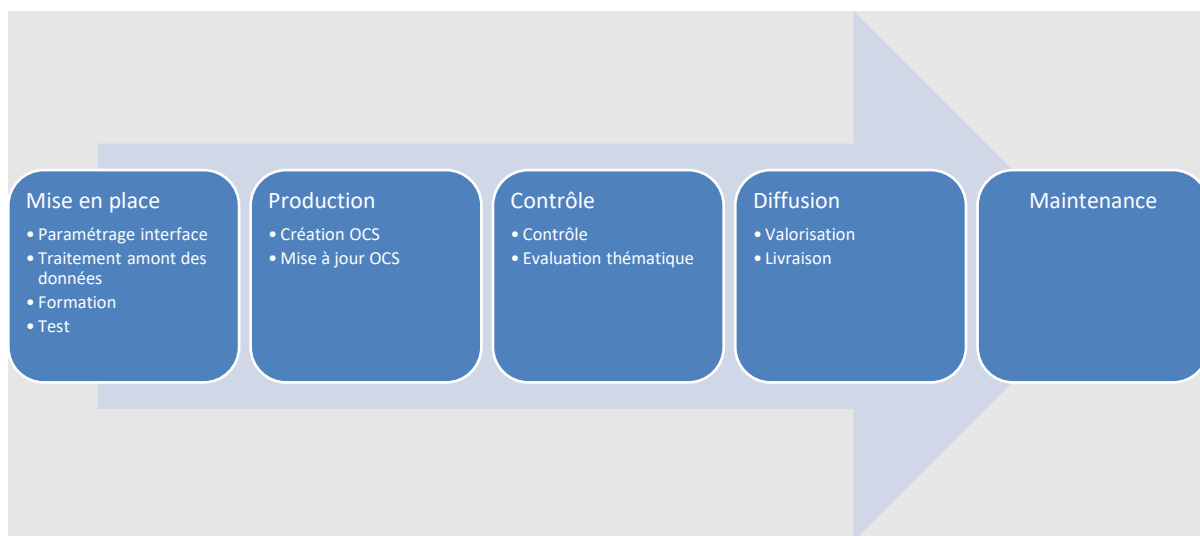 Mise en place
• Paramétrage interface
• Traitement amont des
données
• Formation
• Test
Production
• Création OCS
• Mise à jour OCS
Contrôle
• Contrôle
• Evaluation thématique
Diffusion
• Valorisation
• Livraison
Maintenance